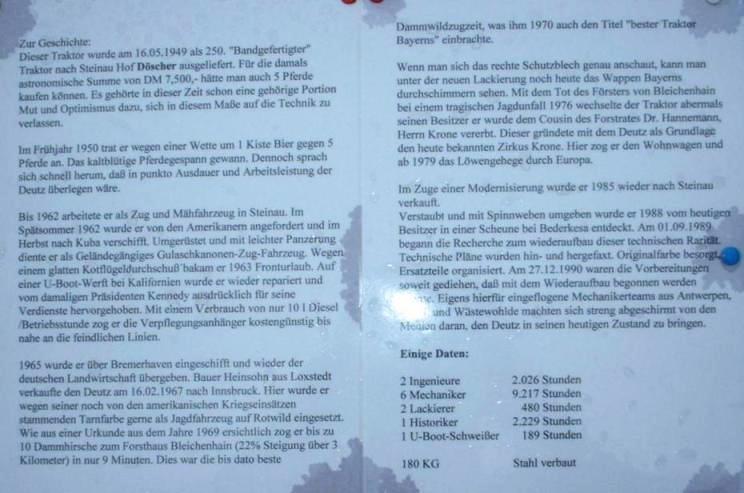 Zur Geschichte:
Dieser Traktor wurde am 16.05.1949 als 250. "Bandgefertigter"
Traktor nach Steinau Hof Döscher ausgeliefert. Für die damals
astronomische Summe von DM 7,500,- hätte man auch 5 Pferde
kaufen können. Es gehörte in dieser Zeit schon eine gehörige Portion
Mut und Optimismus dazu, sich in diesem Maße auf die Technik zu
verlassen.
Im Frühjahr 1950 trat er wegen einer Wette um 1 Kiste Bier gegen 5
Pferde an. Das kaltblütige Pferdegespann gewann. Dennoch sprach
sich schnell herum, daß in punkto Ausdauer und Arbeitsleistung der
Deutz überlegen wäre.
Bis 1962 arbeitete er als Zug und Mähfahrzeug in Steinau. Im
Spätsommer 1962 wurde er von den Amerikanern angefordert und im
Herbst nach Kuba verschifft. Umgerüstet und mit leichter Panzerung
diente er als Geländegängiges Gulaschkanonen-Zug-Fahrzeug. Wegen
einem glatten Kotflügeldurchschuß bakam er 1963 Fronturlaub. Auf
einer U-Boot-Werft bei Kalifornien wurde er wieder repariert und
vom damaligen Präsidenten Kennedy ausdrücklich für seine
Verdienste hervorgehoben. Mit einem Verbrauch von nur 10 l Diesel
/Betriebsstunde zog er die Verpflegungsanhänger kostengünstig bis
nahe an die feindlichen Linien.
1965 wurde er über Bremerhaven eingeschifft und wieder der
deutschen Landwirtschaft übergeben. Bauer Heinsohn aus Loxstedt
verkaufte den Deutz am 16.02.1967 nach Innsbruck. Hier wurde er
wegen seiner noch von den amerikanischen Kriegseinsätzen
stammenden Tarnfarbe gerne als Jagdfahrzeug auf Rotwild eingesetzt.
Wie aus einer Urkunde aus dem Jahre 1969 ersichtlich zog er bis zu
10 Dammhirsche zum Forsthaus Bleichenhain (22% Steigung über 3
Kilometer) in nur 9 Minuten. Dies war die bis dato beste
Dammwildzugzeit, was ihm 1970 auch den Titel "bester Traktor
Bayerns" einbrachte.
Wenn man sich das rechte Schutzblech genau anschaut, kann man
unter der neuen Lackierung noch heute das Wappen Bayerns
durchschimmern sehen. Mit dem Tot des Försters von Bleichenhain
bei einem tragischen Jagdunfall 1976 wechselte der Traktor abermals
seinen Besitzer er wurde dem Cousin des Forstrates Dr. Hannemann,
Herrn Krone vererbt. Dieser gründete mit dem Deutz als Grundlage
den heute bekannten Zirkus Krone. Hier zog er den Wohnwagen und
ab 1979 das Löwengehege durch Europa.
Im Zuge einer Modernisierung wurde er 1985 wieder nach Steinau
verkauft.
Verstaubt und mit Spinnweben umgeben wurde er 1988 vom heutigen
Besitzer in einer Scheune bei Bederkesa entdeckt. Am 01.09.1989
begann die Recherche zum wiederaufbau dieser technischen Rarität.
Technische Pläne wurden hin- und hergefaxt. Originalfarbe besorgt,
Ersatzteile organisiert. Am 27.12.1990 waren die Vorbereitungen
soweit gediehen, daß mit dem Wiederaufbau begonnen werden
Eigens hierfür eingeflogene Mechanikerteams aus Antwerpen,
und Wästewohlde machten sich streng abgeschirmt von den
Medien daran, den Deutz in seinen heutigen Zustand zu bringen.
Einige Daten:
2 Ingenieure 2.026 Stunden
6 Mechaniker 9.217 Stunden
2 Lackierer 480 Stunden
1 Historiker 2.229 Stunden
1 U-Boot-Schweißer 189 Stunden
180 KG Stahl verbaut